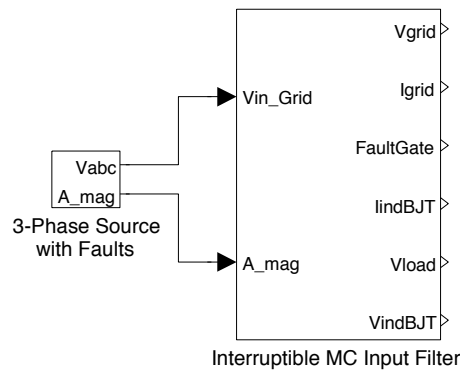 Vgrid
Vin_Grid
Igrid
FaultGate
Vabc
A_mag
IindBJT
3-Phase Source
with Faults
A_mag
Vload
VindBJT
Interruptible MC Input Filter